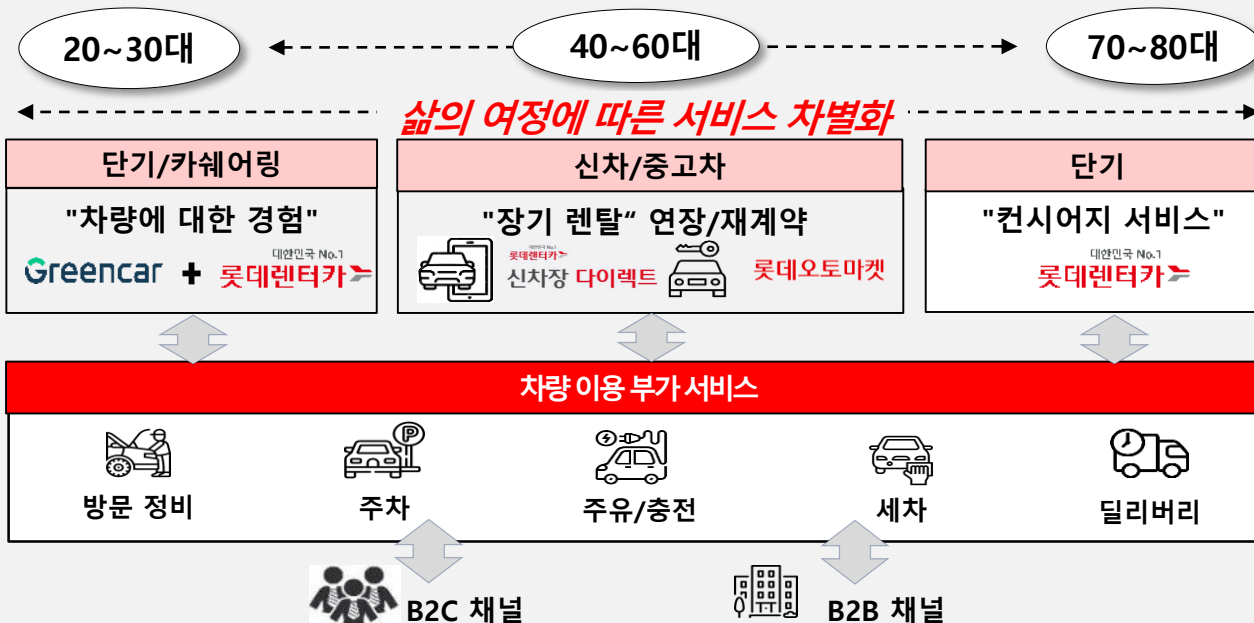 20~30대
40~60대
70~80대
삶의 여정에 따른 서비스 차별화
단기/카쉐어링
신차/중고차
단기
"차량에 대한 경험"
"장기 렌탈“ 연장/재계약
"컨시어지 서비스"
Greencar + 대한민국 No.1 롯데렌터카
대한민국 No.1
롯데렌터카
신차장 다이렉트
롯데오토마켓
대한민국 No.1
롯데렌터카
차량 이용 부가 서비스
P
방문 정비
주차
주유/충전
세차
딜리버리
B2C 채널
B2B 채널